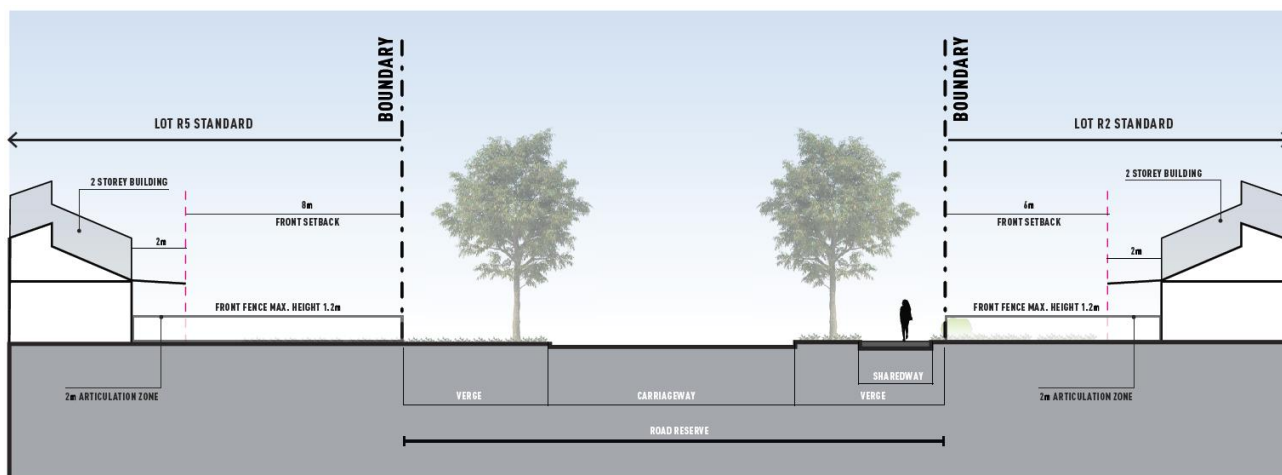 BOUNDARY
BOUNDARY
LOT R5 STANDARD
LOT R2 STANDARD
2 STOREY BUILDING
2 STOREY BUILDING
8m
FRONT SETBACK
6m
FRONT SETBACK
2m
2m
FRONT FENCE MAX. HEIGHT 1.2m
FRONT FENCE MAX. HEIGHT 1.2m
SHAREDWAY
2m ARTICULATION ZONE
VERGE
CARRIAGEWAY
VERGE
2m ARTICULATION ZONE
ROAD RESERVE